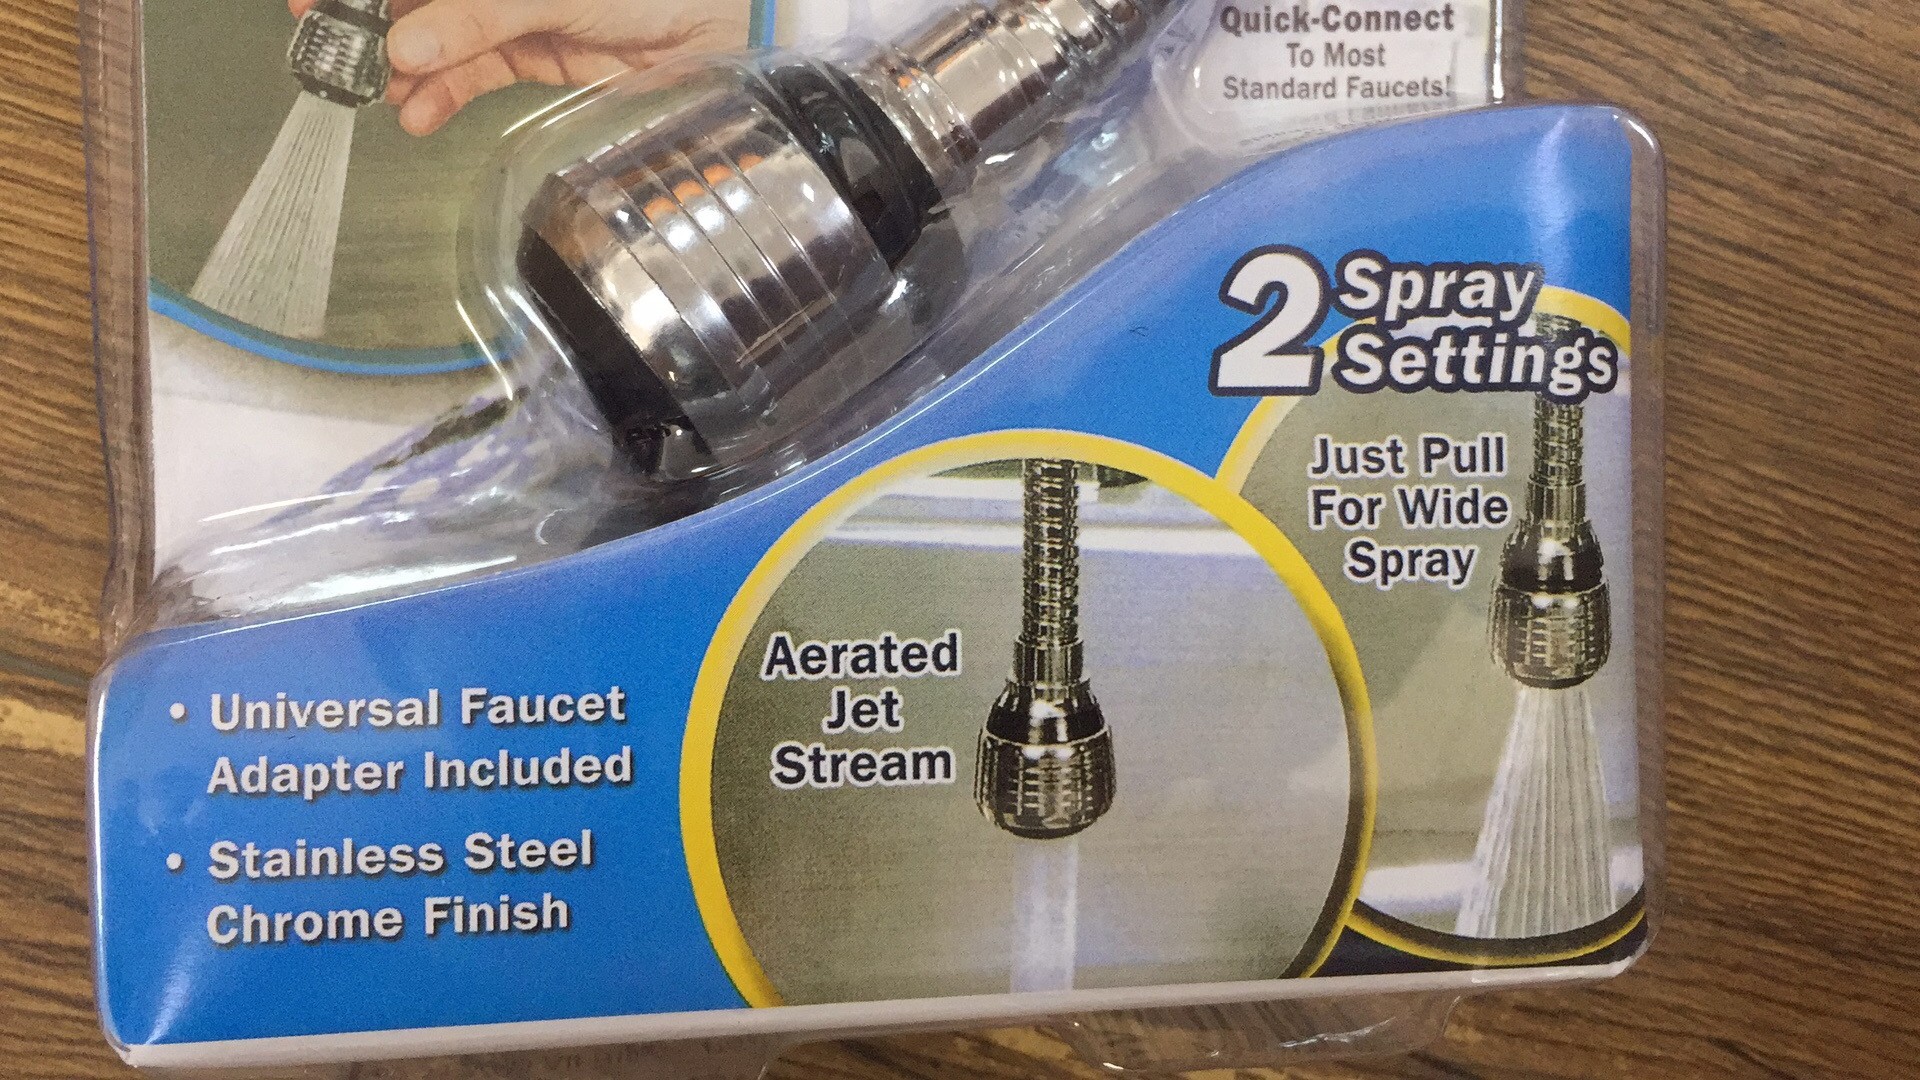 Quick-Connect
To Most
Standard Faucets!
2 Spray
Settings
Just Pull
For Wide
Spray
Aerated
Jet
Stream
• Universal Faucet
Adapter Included
• Stainless Steel
Chrome Finish